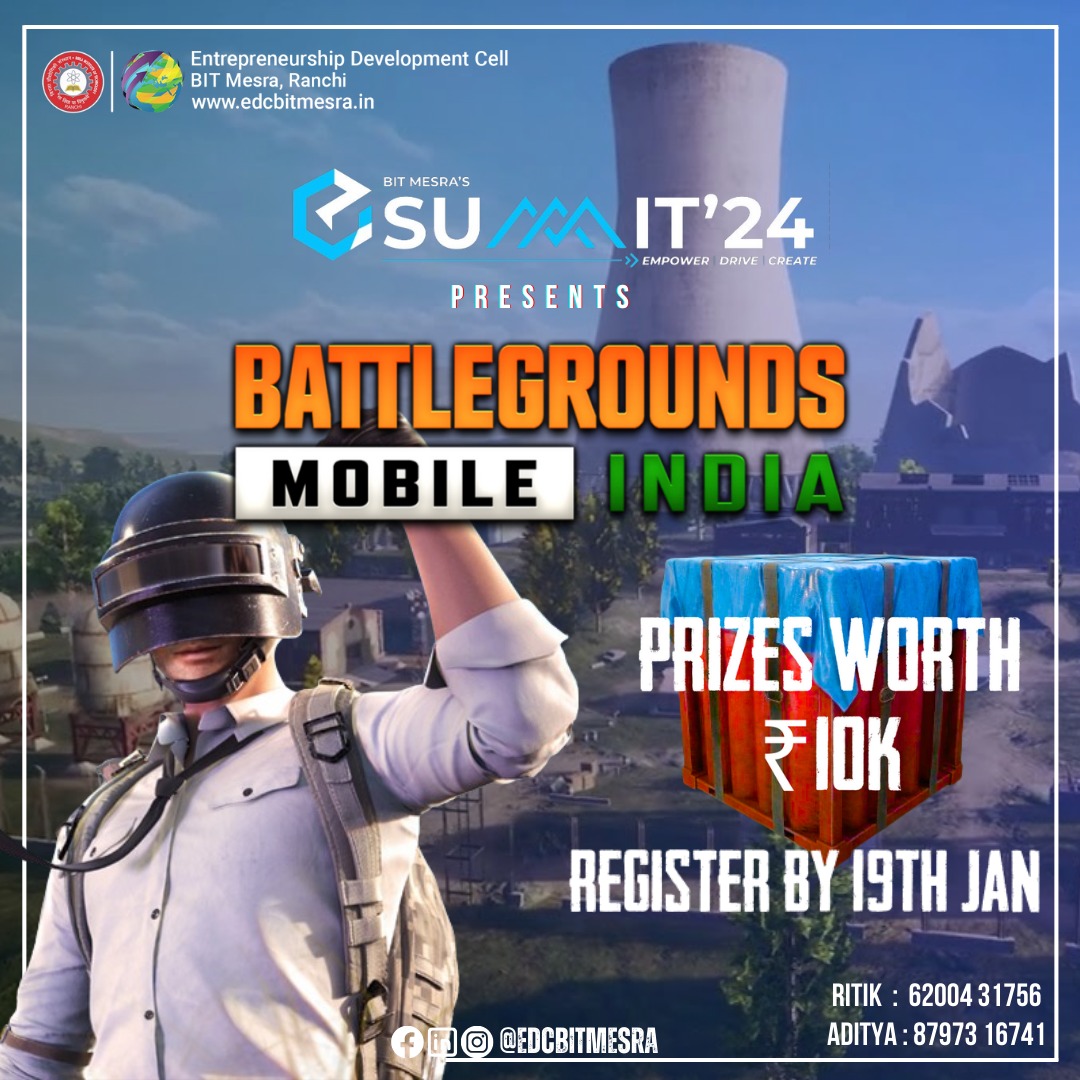 Entrepreneurship Development Cell
BIT Mesra, Ranchi
www.edcbitmesra.in
BIT MESRA'S
E SUMMIT'24
EMPOWER | DRIVE | CREATE
PRESENTS
BATTLEGROUNDS
MOBILE INDIA
PRIZES WORTH
₹10K
REGISTER BY 19TH JAN
RITIK : 62004 31756
ADITYA : 87973 16741
@EDCBITMESRA